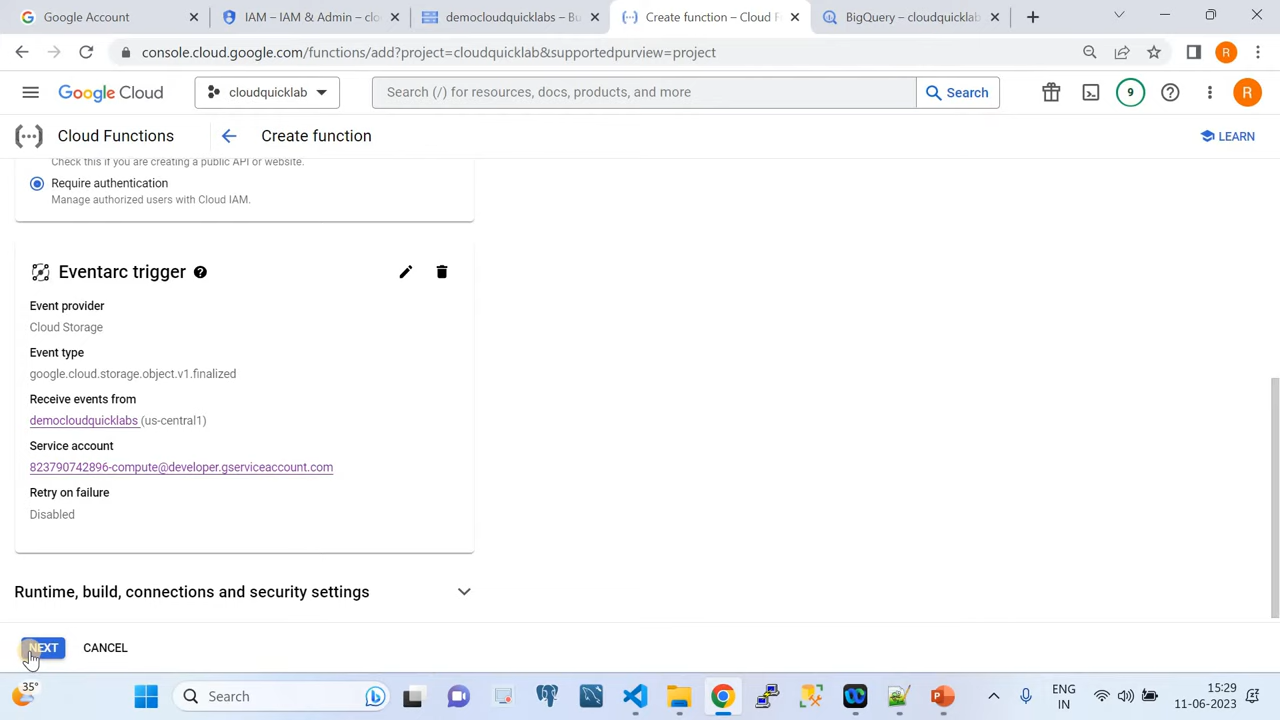 Google Account
IAM – IAM & Admin – clo
democloudquicklabs – Bu
Create function – Cloud F
BigQuery – cloudquicklab
console.cloud.google.com/functions/add?project=cloudquicklab&supportedpurview=project
R
Google Cloud
cloudquicklab
Search (/) for resources, docs, products, and more
Search
9
R
Cloud Functions
Create function
LEARN
Check this if you are creating a public API or website.
Require authentication
Manage authorized users with Cloud IAM.
Eventarc trigger
Event provider
Cloud Storage
Event type
google.cloud.storage.object.v1.finalized
Receive events from
democloudquicklabs (us-central1)
Service account
823790742896-compute@developer.gserviceaccount.com
Retry on failure
Disabled
Runtime, build, connections and security settings
NEXT
CANCEL
35°
Search
ENG
IN
15:29
11-06-2023